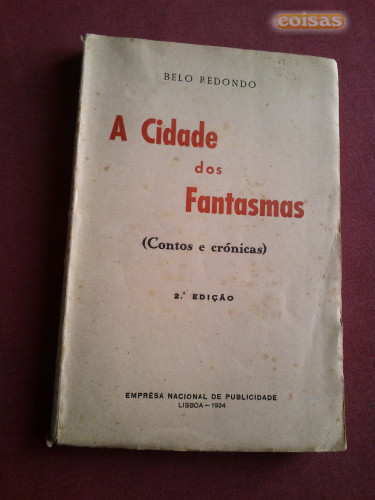 coisas
BELO REDONDO
A Cidade
dos
Fantasmas
(Contos e crónicas)
2.ª EDIÇÃO
EMPRÊSA NACIONAL DE PUBLICIDADE
LISBOA — 1934